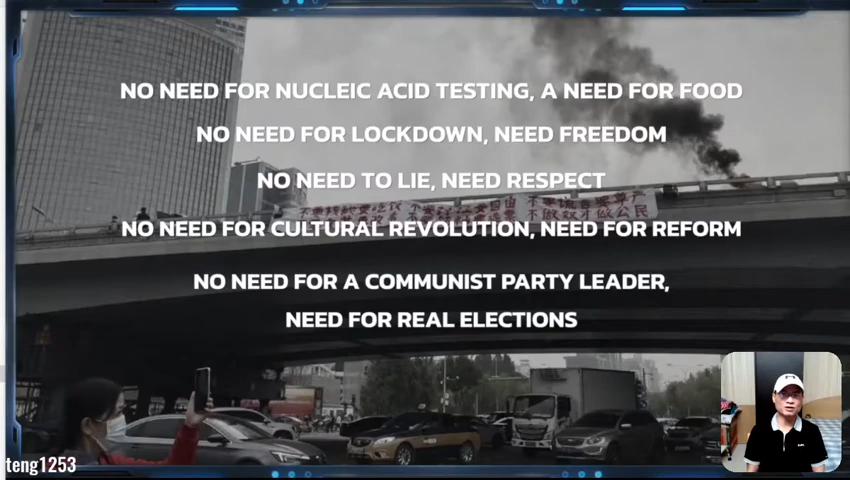 NO NEED FOR NUCLEIC ACID TESTING, A NEED FOR FOOD
NO NEED FOR LOCKDOWN, NEED FREEDOM
NO NEED TO LIE, NEED RESPECT
NO NEED FOR CULTURAL REVOLUTION, NEED FOR REFORM
NO NEED FOR A COMMUNIST PARTY LEADER,
NEED FOR REAL ELECTIONS
teng1253